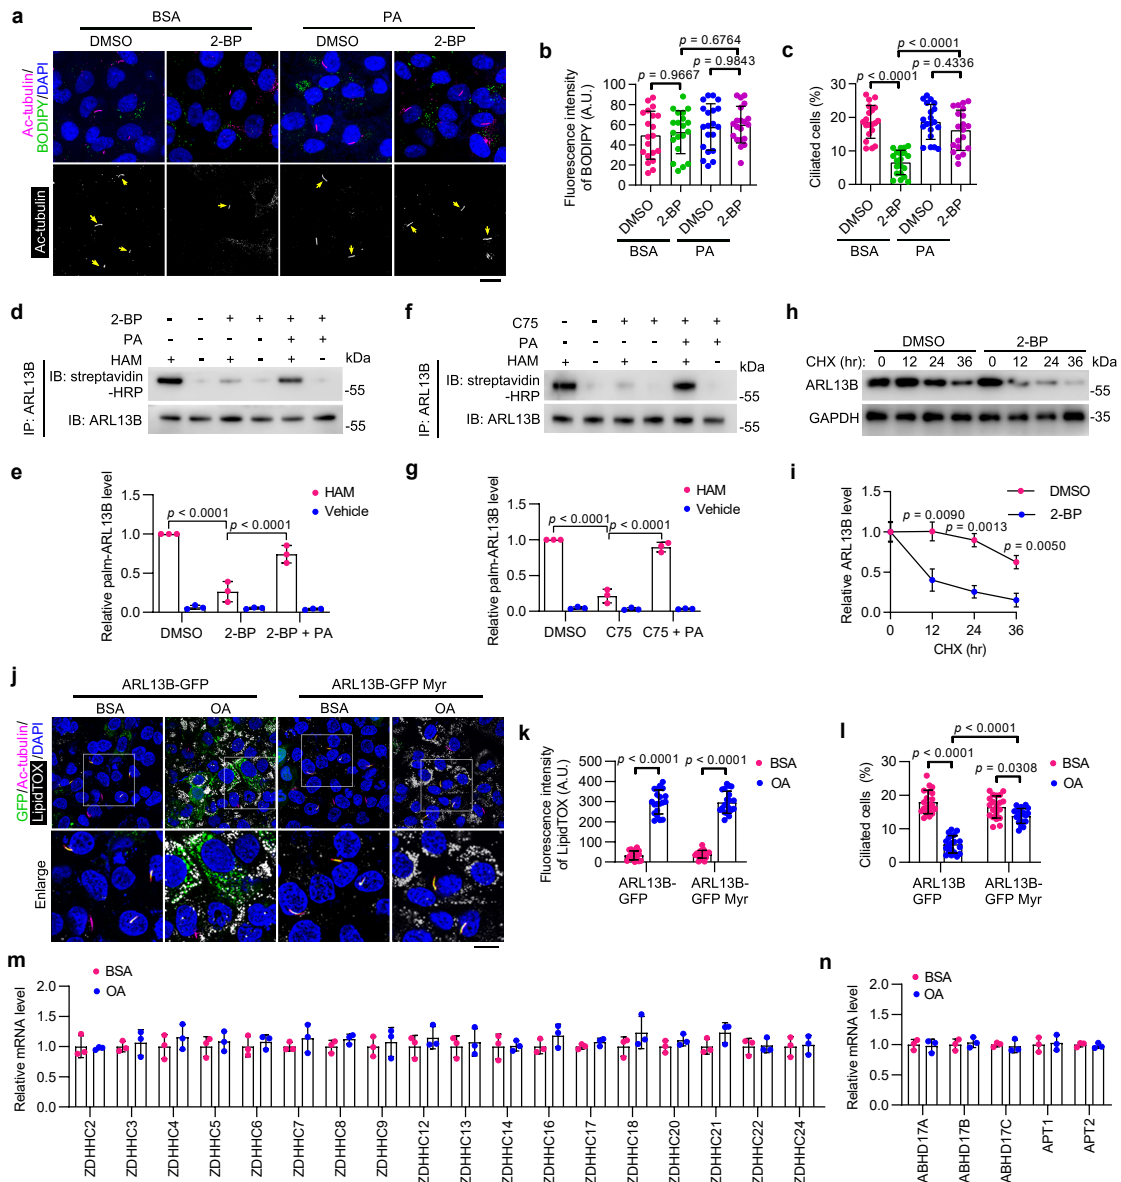 a
BSA
PA
DMSO
2-BP
DMSO
2-BP
Ac-tubulin/
BODIPY/DAPI
Ac-tubulin
b
p = 0.6764
p = 0.9843
p = 0.9667
Fluorescence intensity
of BODIPY (A.U.)
100
80
60
40
20
0
DMSO
2-BP
DMSO
2-BP
BSA
PA
c
p < 0.0001
p = 0.4336
p < 0.0001
Ciliated cells (%)
30
20
10
0
DMSO
2-BP
DMSO
2-BP
BSA
PA
d
2-BP - - + + + +
PA - - - - + +
HAM + - + - + -
kDa
IP: ARL13B
IB: streptavidin
-HRP
-55
IB: ARL13B
-55
f
C75 - - + + + +
PA - - - - + +
HAM + - + - + -
kDa
IP: ARL13B
IB: streptavidin
-HRP
-55
IB: ARL13B
-55
h
DMSO
2-BP
CHX (hr): 0 12 24 36 0 12 24 36 kDa
ARL13B
-55
GAPDH
-35
e
HAM
Vehicle
p < 0.0001
p < 0.0001
Relative palm-ARL13B level
1.5
1.0
0.5
0.0
DMSO
2-BP
2-BP + PA
g
HAM
Vehicle
p < 0.0001
p < 0.0001
Relative palm-ARL13B level
1.5
1.0
0.5
0.0
DMSO
C75
C75 + PA
i
DMSO
2-BP
p = 0.0090
p = 0.0013
p = 0.0050
Relative ARL13B level
1.5
1.0
0.5
0.0
0
12
24
36
CHX (hr)
j
ARL13B-GFP
ARL13B-GFP Myr
BSA
OA
BSA
OA
GFP/Ac-tubulin/
LipidTOX/DAPI
Enlarge
k
BSA
OA
p < 0.0001
p < 0.0001
Fluorescence intensity
of LipidTOX (A.U.)
500
400
300
200
100
0
ARL13B-
GFP
ARL13B-
GFP Myr
l
p < 0.0001
p < 0.0001
p = 0.0308
BSA
OA
Ciliated cells (%)
30
20
10
0
ARL13B
GFP
ARL13B-
GFP Myr
m
BSA
OA
Relative mRNA level
2.0
1.5
1.0
0.5
0.0
ZDHHC2
ZDHHC3
ZDHHC4
ZDHHC5
ZDHHC6
ZDHHC7
ZDHHC8
ZDHHC9
ZDHHC12
ZDHHC13
ZDHHC14
ZDHHC16
ZDHHC17
ZDHHC18
ZDHHC20
ZDHHC21
ZDHHC22
ZDHHC24
n
BSA
OA
Relative mRNA level
2.0
1.5
1.0
0.5
0.0
ABHD17A
ABHD17B
ABHD17C
APT1
APT2